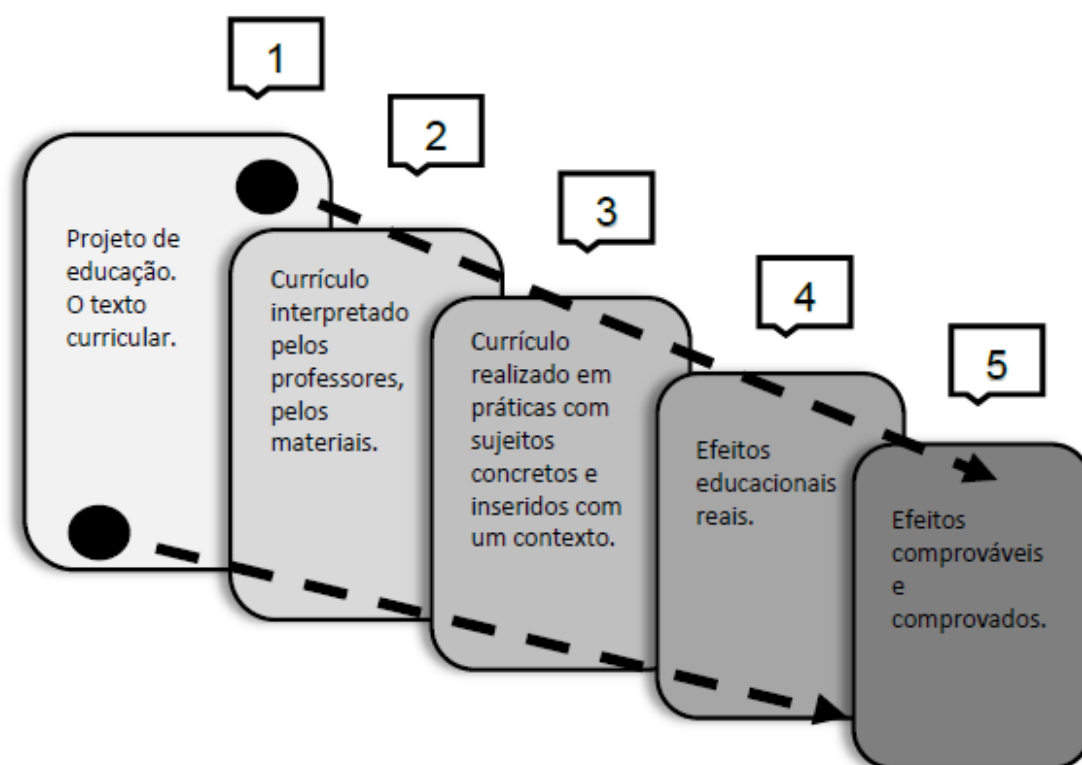 1
Projeto de
educação.
O texto
curricular.
2
Currículo
interpretado
pelos
professores,
pelos
materiais.
3
Currículo
realizado em
práticas com
sujeitos
concretos e
inseridos com
um contexto.
4
Efeitos
educacionais
reais.
5
Efeitos
comprováveis
e
comprovados.